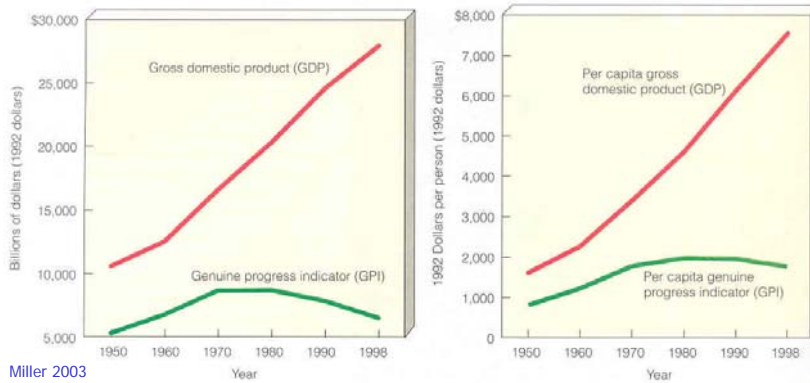 $30,000
25,000
20,000
15,000
10,000
5,000
Billions of dollars (1992 dollars)
Gross domestic product (GDP)
Genuine progress indicator (GPI)
1950 1960 1970 1980 1990 1998
Year
$8,000
7,000
6,000
5,000
4,000
3,000
2,000
1,000
0
1992 Dollars per person (1992 dollars)
Per capita gross
domestic product (GDP)
Per capita genuine
progress indicator (GPI)
1950 1960 1970 1980 1990 1998
Year
Miller 2003